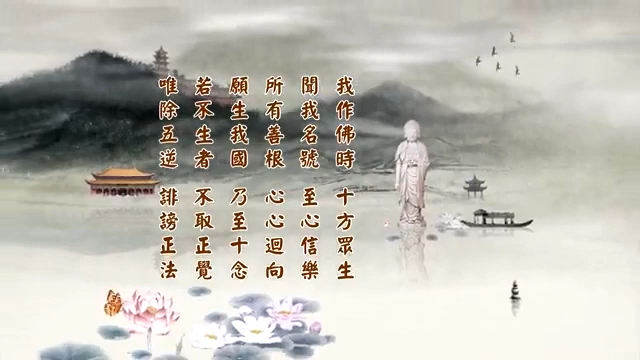 我作佛時 十方眾生
聞我名號 至心信樂
所有善根 心心迴向
願生我國 乃至十念
若不生者 不取正覺
唯除五逆 誹謗正法